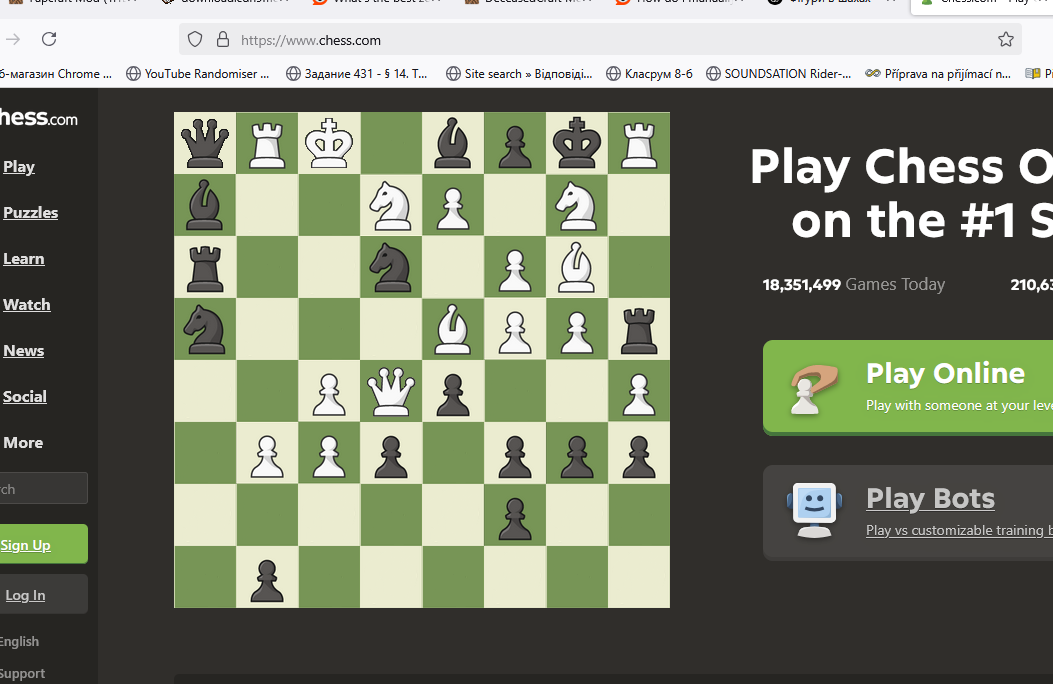 https://www.chess.com
б-магазин Chrome ... YouTube Randomiser ... Задание 431 - § 14. Т... Site search » Відповіді... Класрум 8-б SOUNDSATION Rider-... Příprava na přijímací n...
hess.com
Play
Puzzles
Learn
Watch
News
Social
More
rch
Sign Up
Log In
English
Support
Play Chess O
on the #1 S
18,351,499 Games Today 210,63
Play Online
Play with someone at your leve
Play Bots
Play vs customizable training b